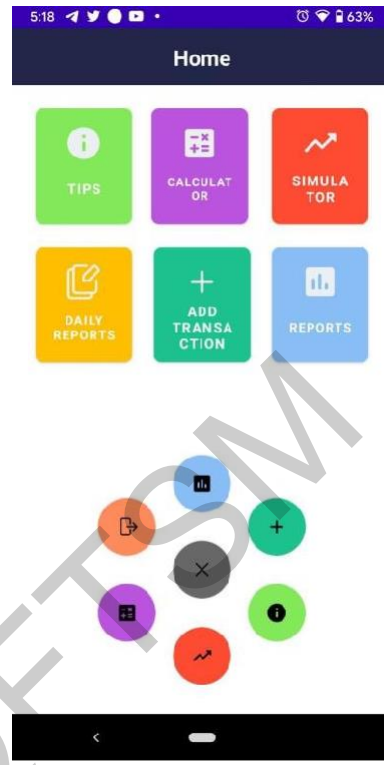 5:18
63%
Home
TIPS
CALCULAT
OR
SIMULA
TOR
DAILY
REPORTS
ADD
TRANSA
CTION
REPORTS
FTSM